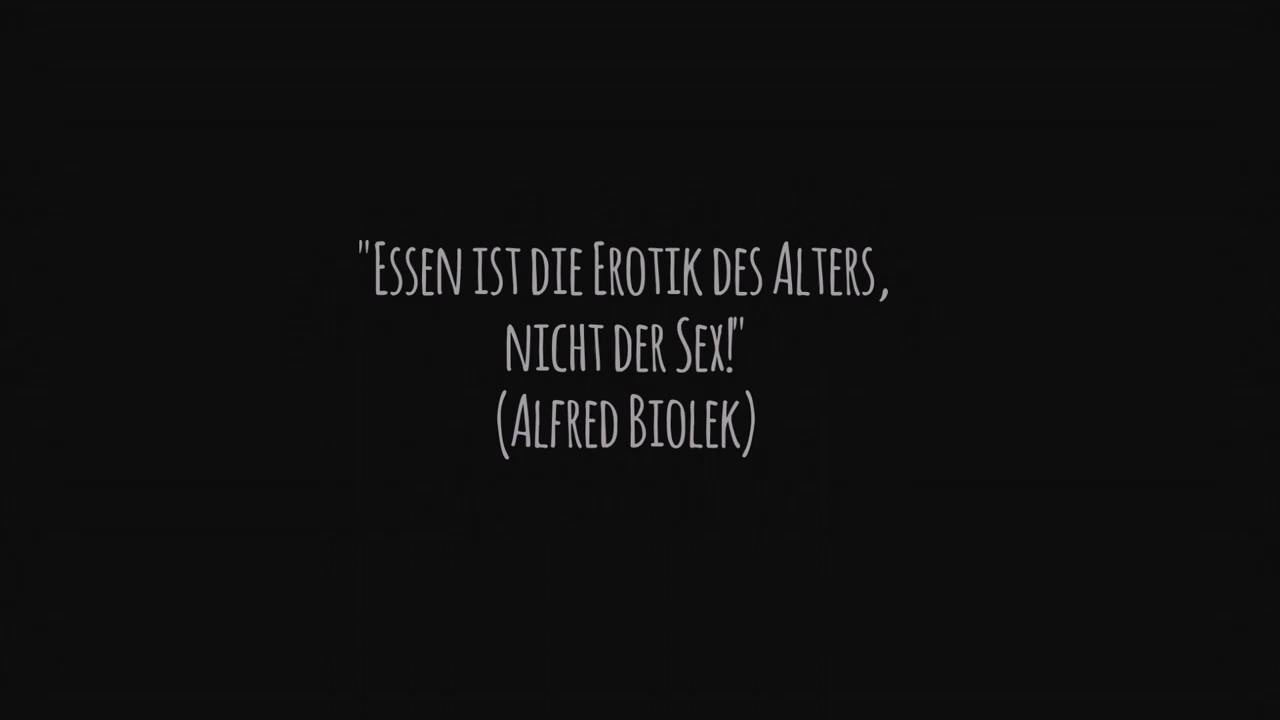 "Essen ist die Erotik des Alters,
nicht der Sex!"
(Alfred Biolek)